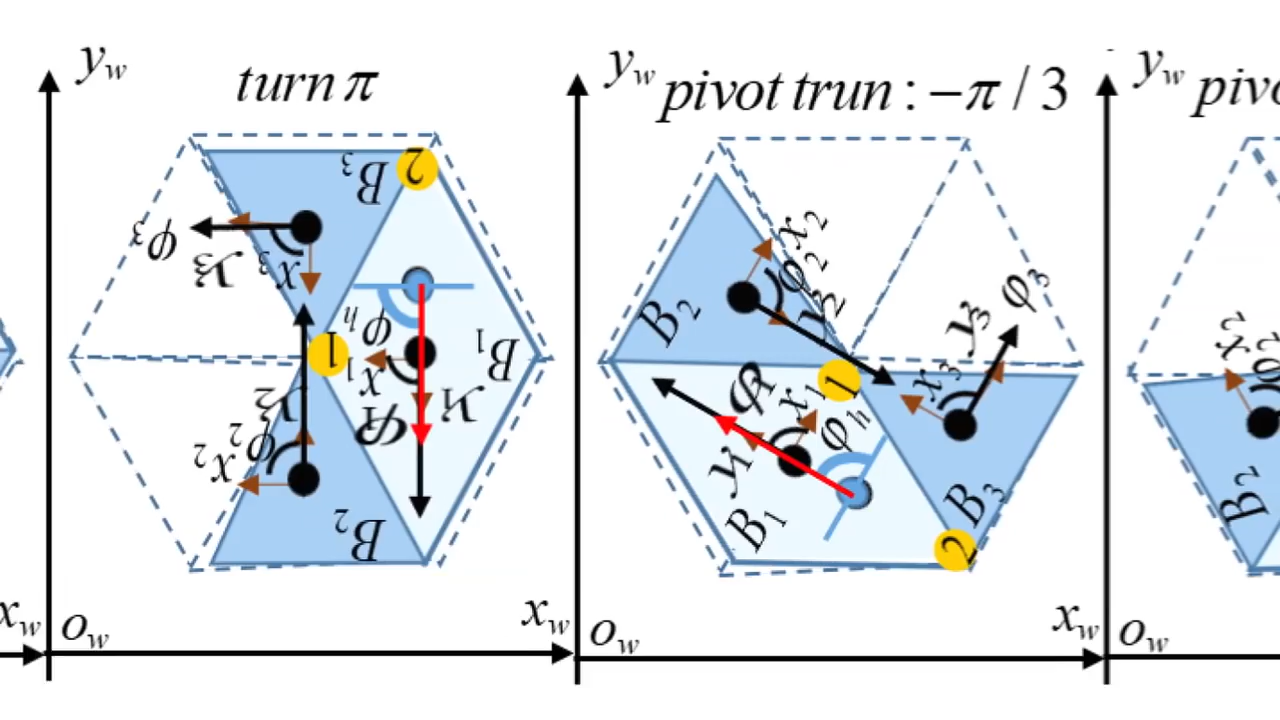 y_w
turn π
B_3
2
φ_3
y_3
x_3
φ_h
1
B_1
x_1
φ_1
y_1
y_2
φ_2
x_2
B_2
x_w
o_w
x_w
y_w
pivot trun : −π / 3
x_2
φ_2
y_2
B_2
φ_3
y_3
x_3
1
φ_1
x_1
φ_h
y_1
B_1
B_3
2
o_w
x_w
y_w
pivo
x_2
φ_2
B_2
o_w